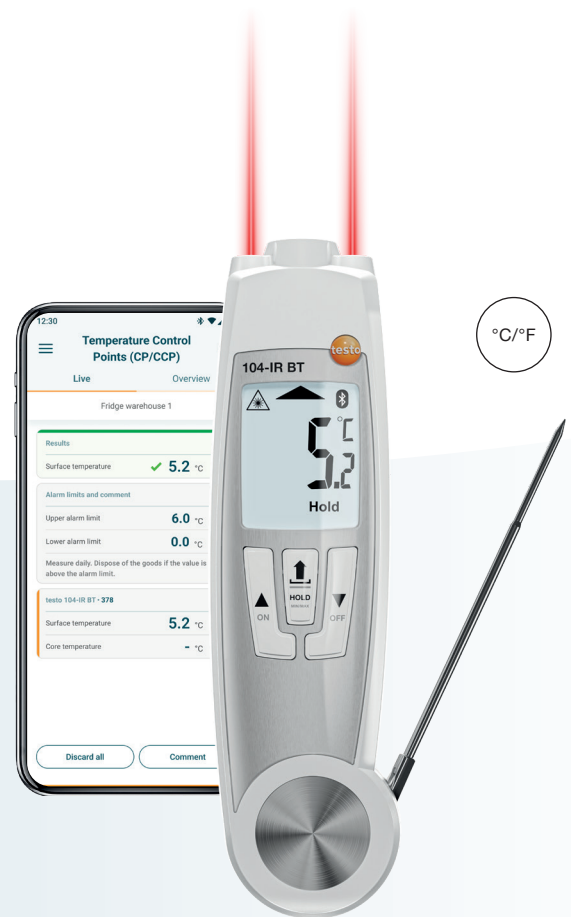 12:30
Temperature Control
Points (CP/CCP)
Live Overview
Fridge warehouse 1
Results
Surface temperature 5.2 °C
Alarm limits and comment
Upper alarm limit 6.0 °C
Lower alarm limit 0.0 °C
Measure daily. Dispose of the goods if the value is
above the alarm limit.
testo 104-IR BT - 378
Surface temperature 5.2 °C
Core temperature - °C
Discard all Comment
testo
104-IR BT
5.2 °C
Hold
HOLD
ON
OFF
°C/°F